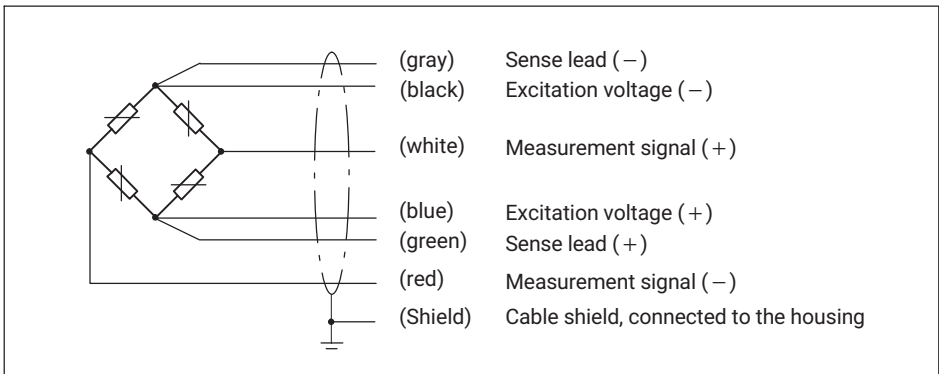 (gray) Sense lead (−)
(black) Excitation voltage (−)
(white) Measurement signal (+)
(blue) Excitation voltage (+)
(green) Sense lead (+)
(red) Measurement signal (−)
(Shield) Cable shield, connected to the housing